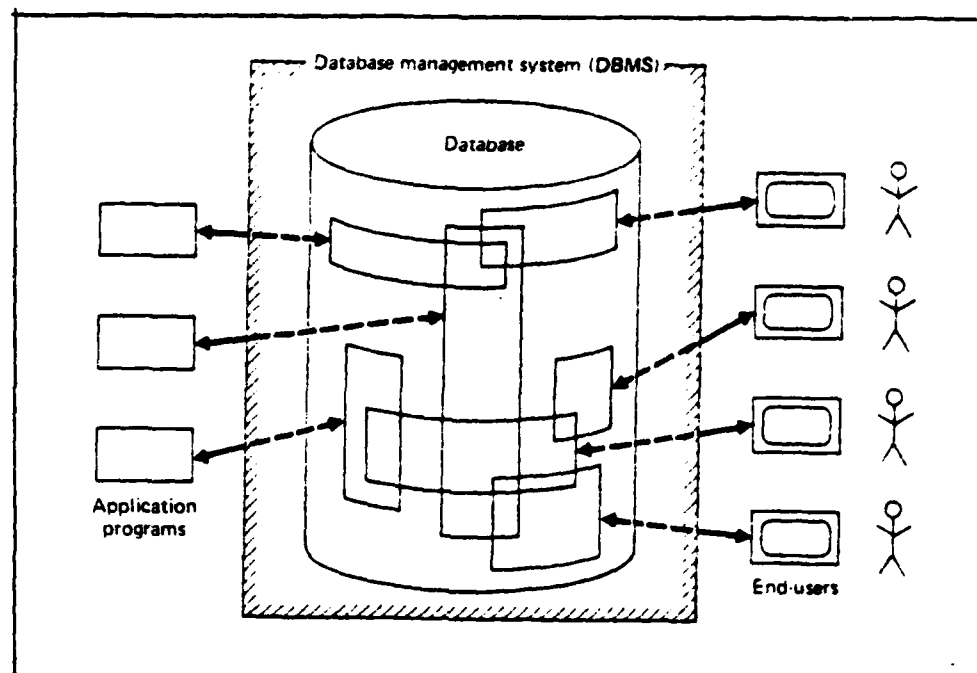 Database management system (DBMS)
Database
Application
programs
End-users